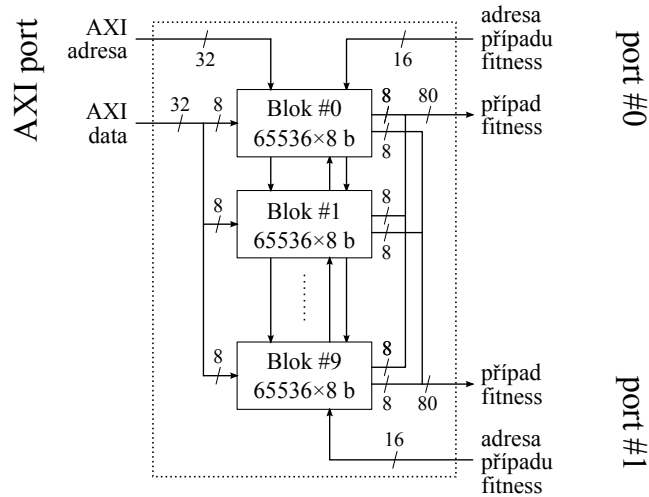 AXI port
AXI
adresa
32
adresa
případu
fitness
16
port #0
AXI
data
32
8
Blok #0
65536×8 b
8
8
80
případ
fitness
8
Blok #1
65536×8 b
8
8
8
Blok #9
65536×8 b
8
8
80
případ
fitness
port #1
16
adresa
případu
fitness